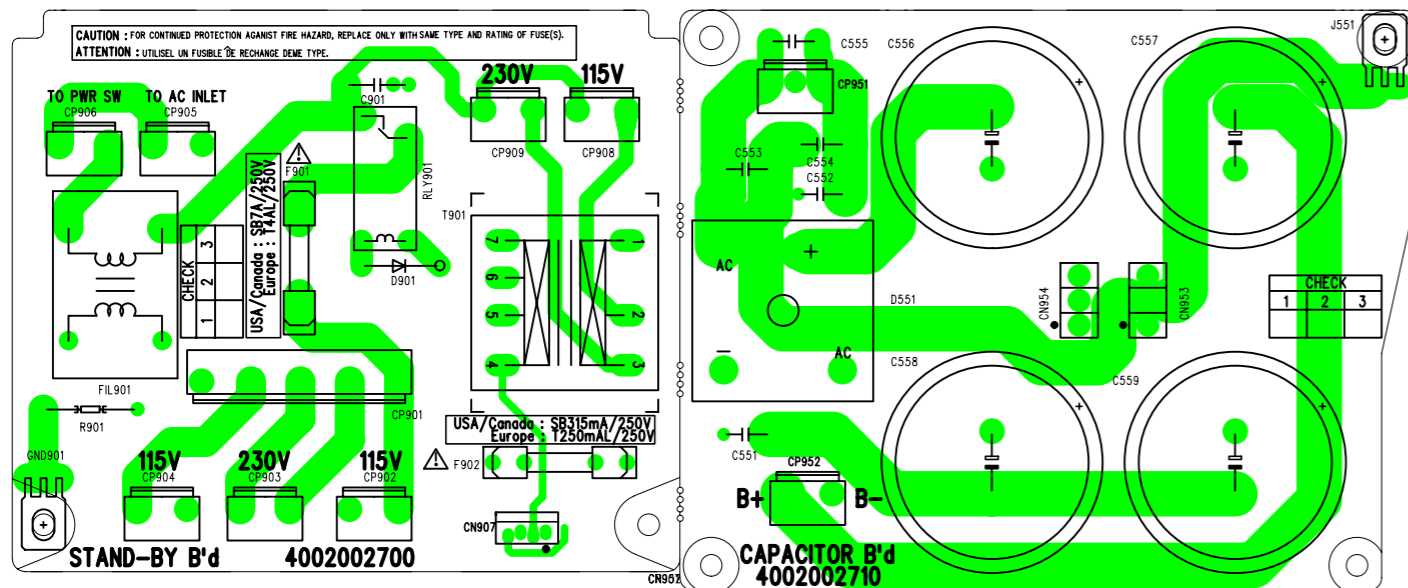 CAUTION : FOR CONTINUED PROTECTION AGANIST FIRE HAZARD, REPLACE ONLY WITH SAME TYPE AND RATING OF FUSE(S).
ATTENTION : UTILISEL UN FUSIBLE DE RECHANGE DEME TYPE.
TO PWR SW
CP906
TO AC INLET
CP905
C901
230V
115V
CP909
CP908
F901
RLY901
USA/Canada : SB7A/250V
Europe : T4AL/250V
CHECK
1 2 3
D901
T901
7
6
5
4
1
2
3
FIL901
R901
CP901
USA/Canada : SB315mA/250V
Europe : T250mAL/250V
F902
GND901
115V
CP904
230V
CP903
115V
CP902
CN907
STAND-BY B'd
4002002700
C555
C556
C557
J551
CP951
+
+
C553
C554
C552
AC
+
D551
−
AC
CN954
CN953
CHECK
1 2 3
C558
C559
+
+
C551
CP952
B+
B-
CAPACITOR B'd
4002002710